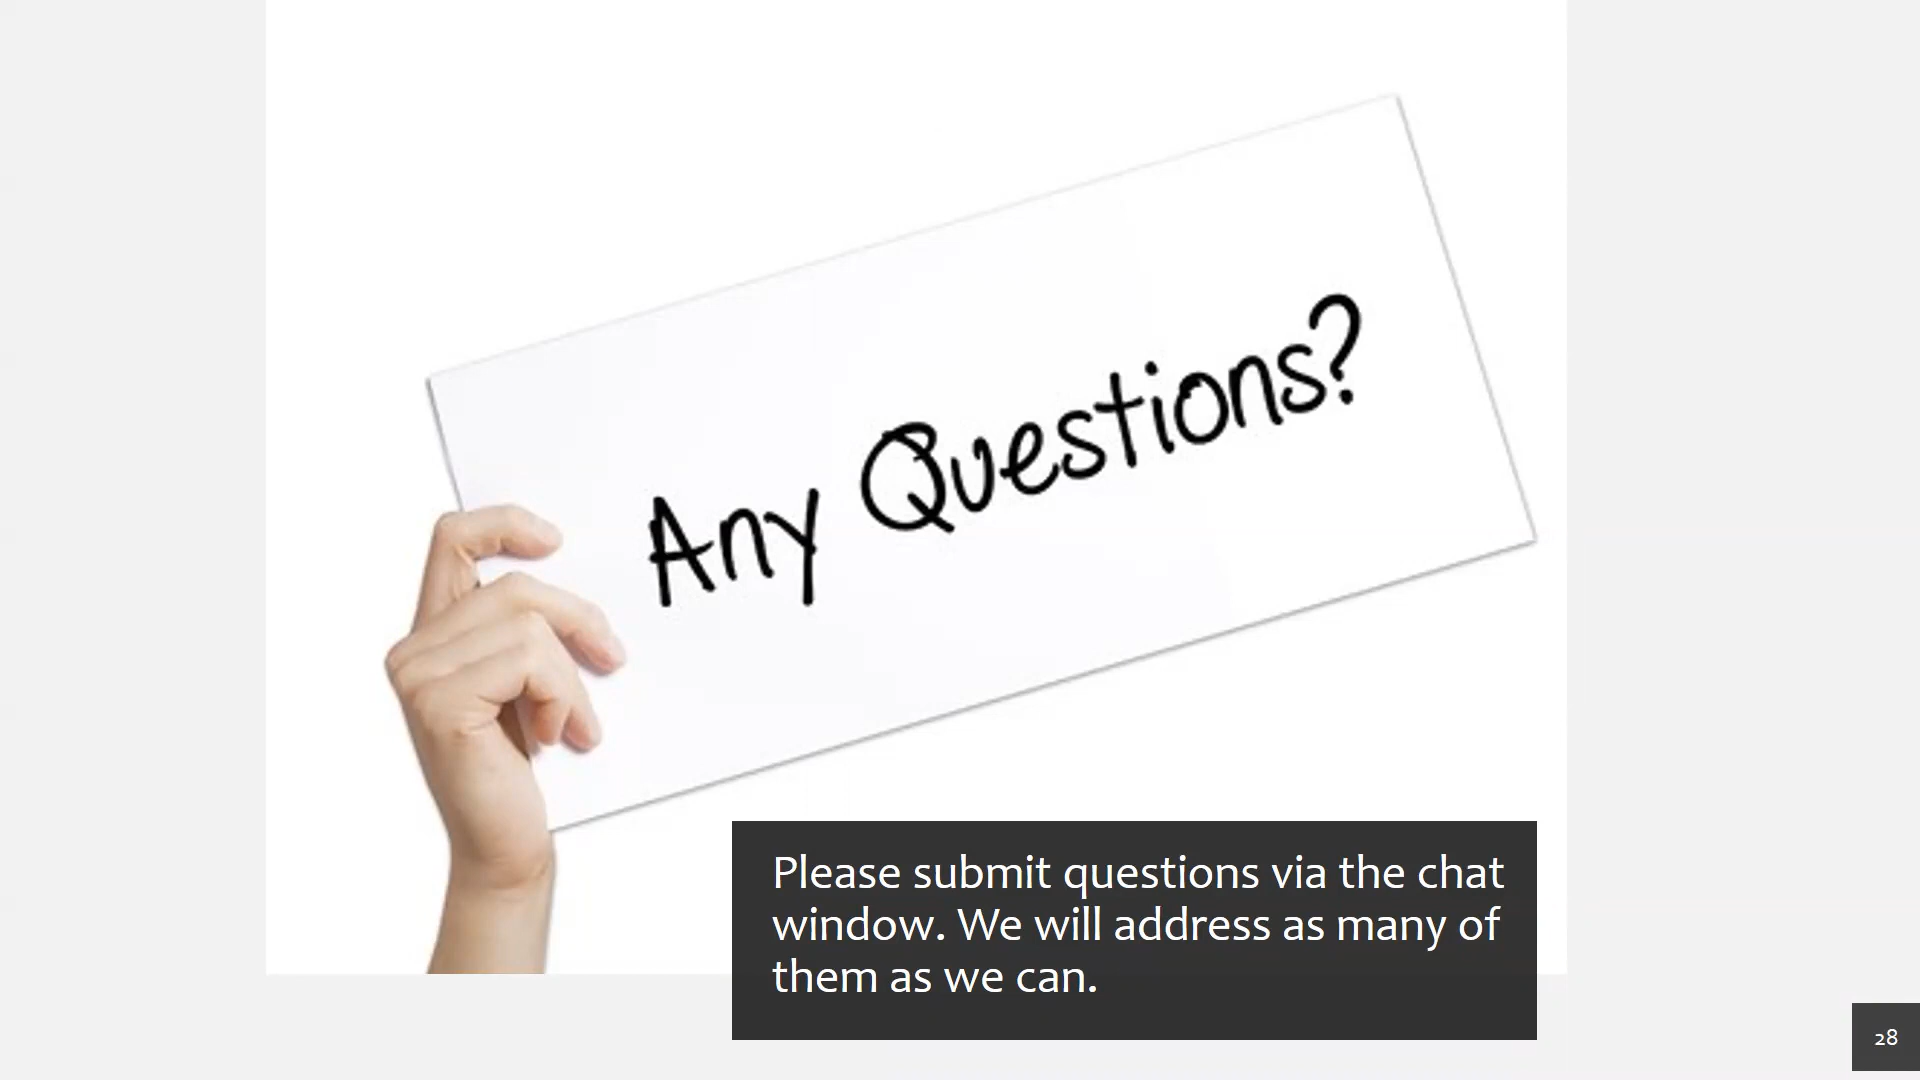 Any Questions?
Please submit questions via the chat
window. We will address as many of
them as we can.
28